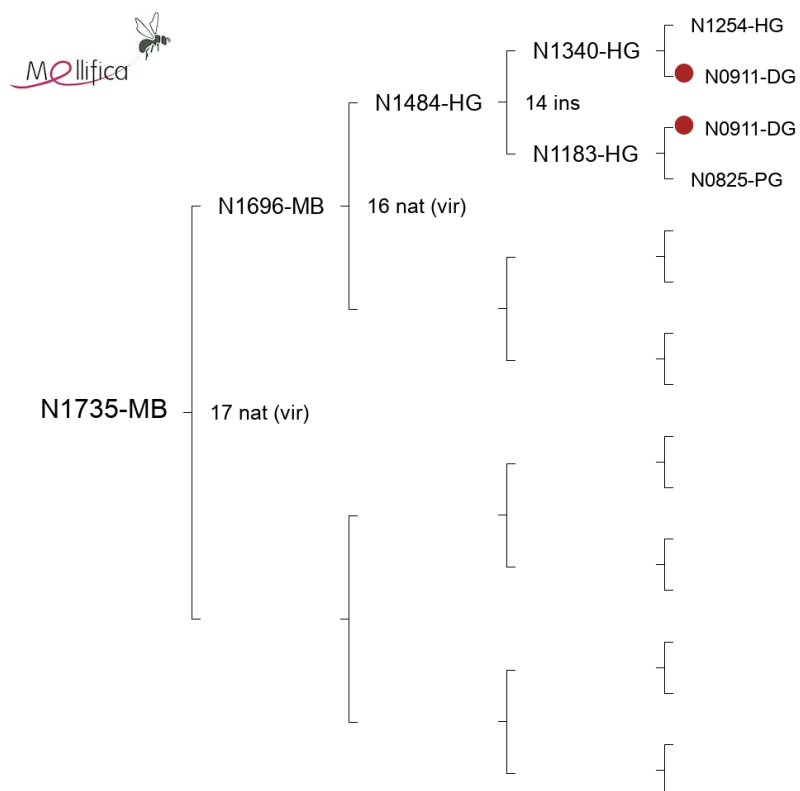 Mellifica
N1254-HG
N1340-HG
N0911-DG
N1484-HG
14 ins
N0911-DG
N1183-HG
N0825-PG
N1696-MB
16 nat (vir)
N1735-MB
17 nat (vir)